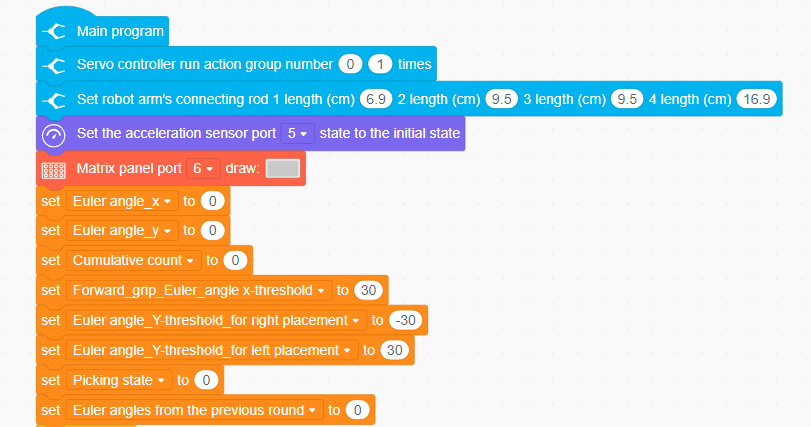 Main program
Servo controller run action group number 0 1 times
Set robot arm's connecting rod 1 length (cm) 6.9 2 length (cm) 9.5 3 length (cm) 9.5 4 length (cm) 16.9
Set the acceleration sensor port 5 state to the initial state
Matrix panel port 6 draw:
set Euler angle_x to 0
set Euler angle_y to 0
set Cumulative count to 0
set Forward_grip_Euler_angle x-threshold to 30
set Euler angle_Y-threshold_for right placement to -30
set Euler angle_Y-threshold_for left placement to 30
set Picking state to 0
set Euler angles from the previous round to 0